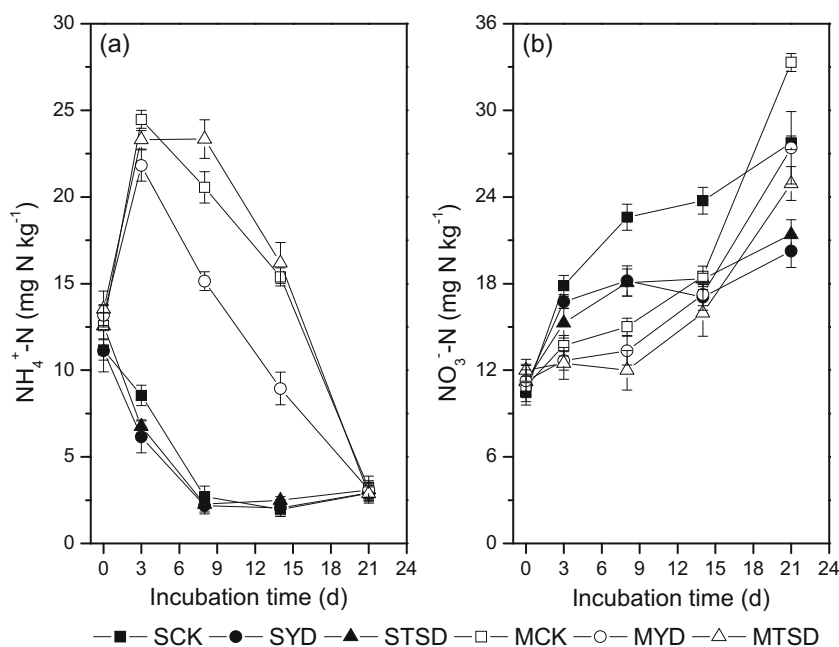 (a)
30
25
20
15
10
5
0
NH₄⁺-N (mg N kg⁻¹)
0 3 6 9 12 15 18 21 24
Incubation time (d)
(b)
36
30
24
18
12
6
0
NO₃⁻-N (mg N kg⁻¹)
0 3 6 9 12 15 18 21 24
Incubation time (d)
SCK SYD STSD MCK MYD MTSD